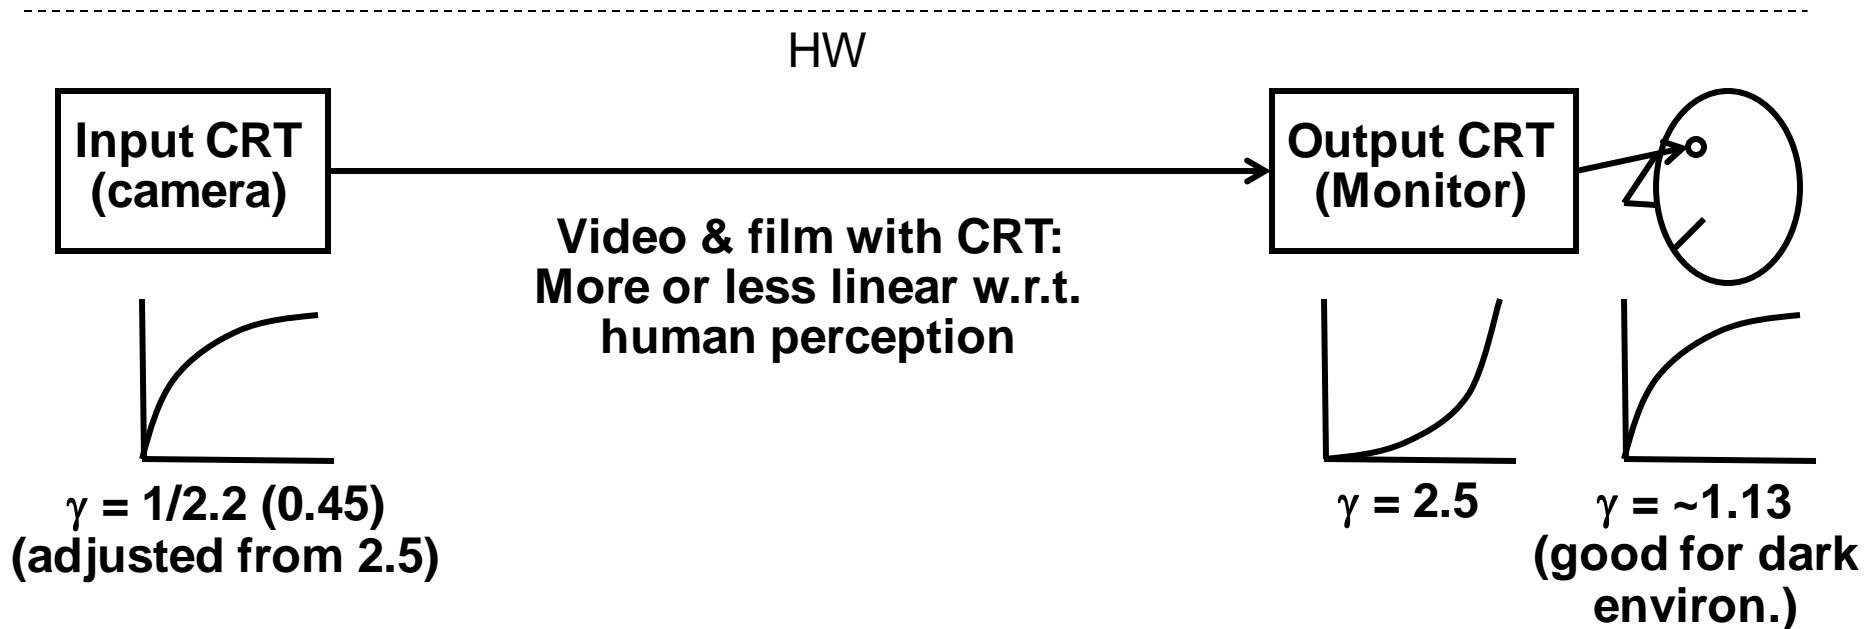 HW
Input CRT
(camera)
Output CRT
(Monitor)
Video & film with CRT:
More or less linear w.r.t.
human perception
γ = 1/2.2 (0.45)
(adjusted from 2.5)
γ = 2.5
γ = ~1.13
(good for dark
environ.)